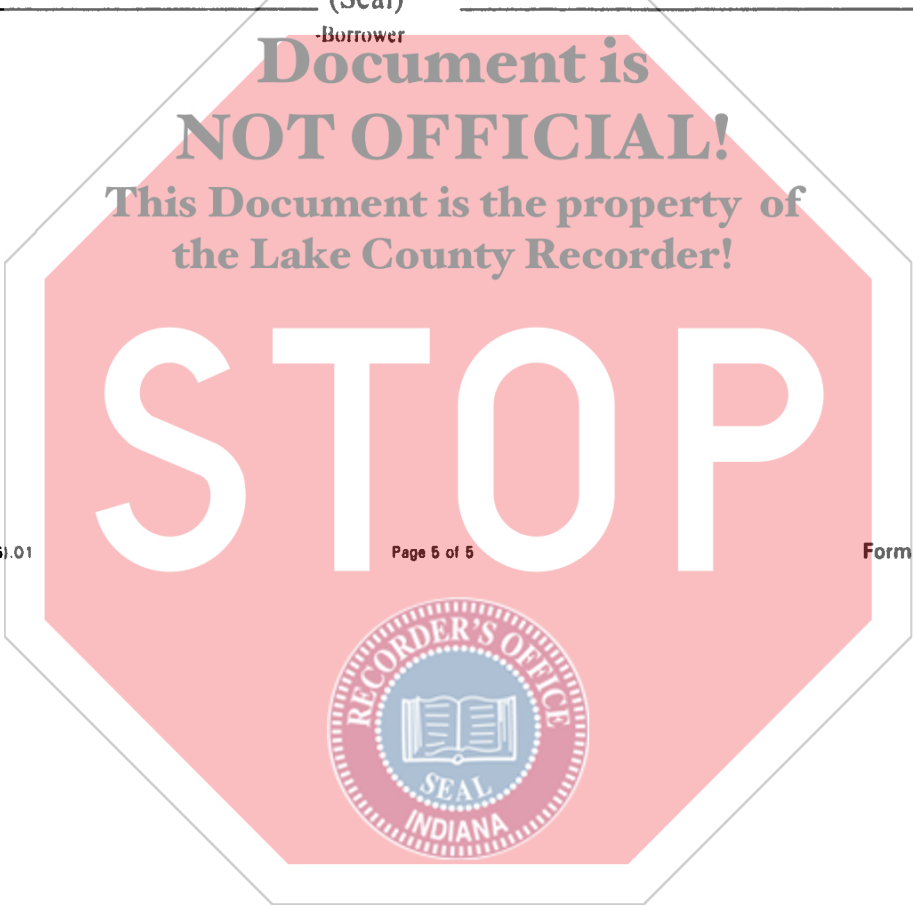 (Seal)
-Borrower
Document is
NOT OFFICIAL!
This Document is the property of
the Lake County Recorder!
STOP
).01
Page 5 of 5
Form
RECORDER'S OFFICE
SEAL
INDIANA